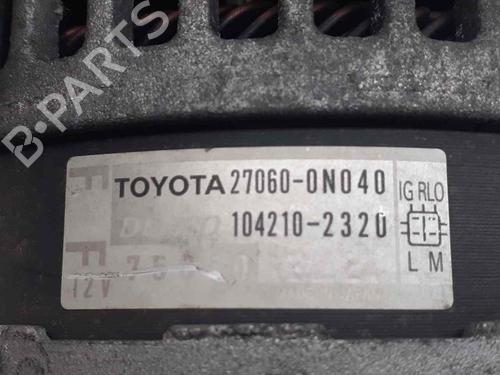 B-PARTS
TOYOTA 27060-0N040
104210-2320
IG RLO
L M
12V